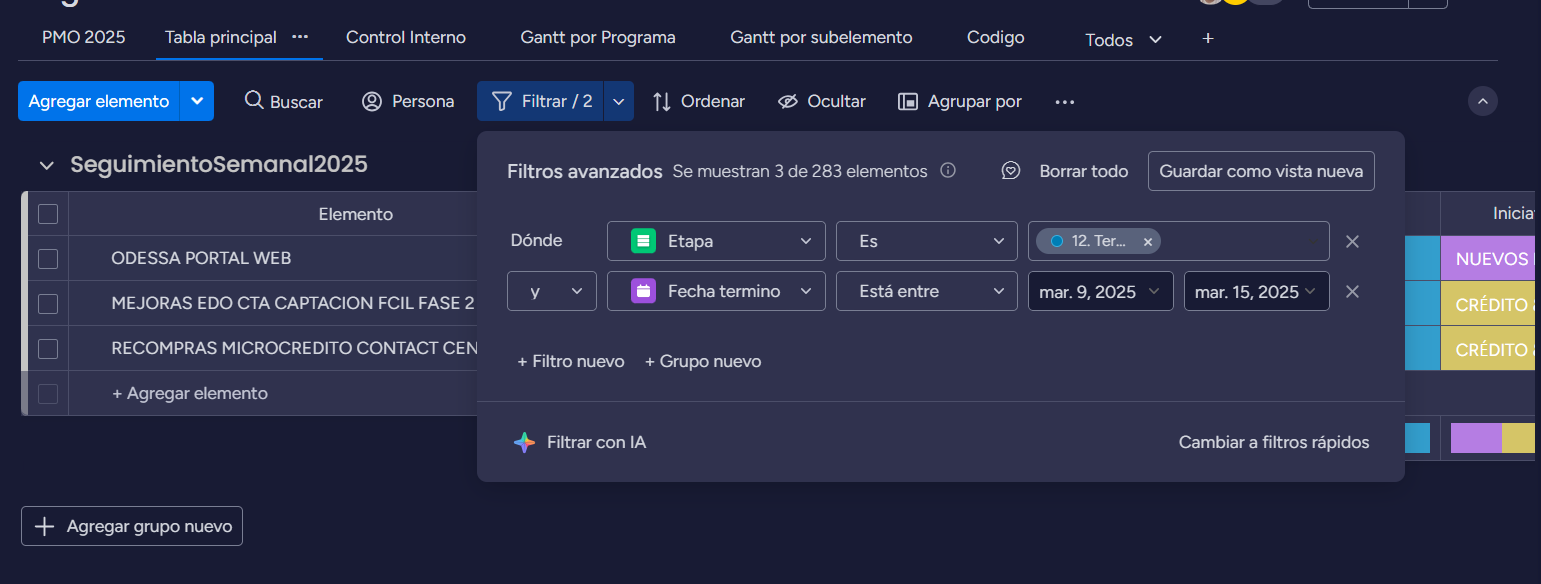 PMO 2025 Tabla principal ... Control Interno Gantt por Programa Gantt por subelemento Codigo Todos +
Agregar elemento Buscar Persona Filtrar / 2 Ordenar Ocultar Agrupar por ...
SeguimientoSemanal2025
Filtros avanzados Se muestran 3 de 283 elementos Borrar todo Guardar como vista nueva
Elemento
Inicia
Dónde Etapa Es 12. Ter... ×
ODESSA PORTAL WEB
NUEVOS
y Fecha termino Está entre mar. 9, 2025 mar. 15, 2025
MEJORAS EDO CTA CAPTACION FCIL FASE 2
CRÉDITO
RECOMPRAS MICROCREDITO CONTACT CEN
CRÉDITO
+ Filtro nuevo + Grupo nuevo
+ Agregar elemento
Filtrar con IA Cambiar a filtros rápidos
+ Agregar grupo nuevo